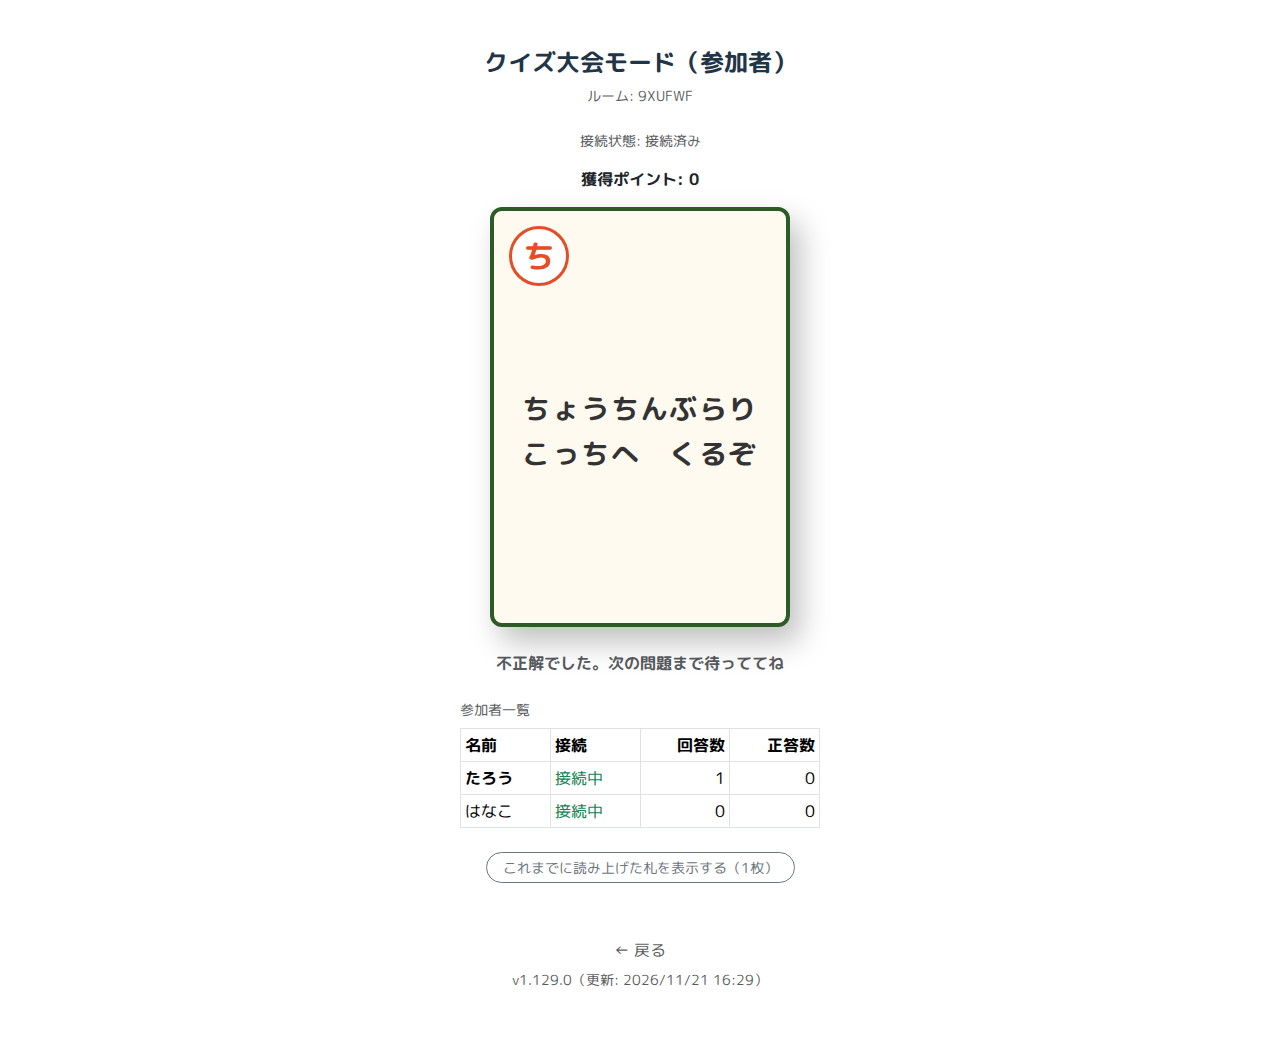 クイズ大会モード（参加者）
ルーム: 9XUFWF
接続状態: 接続済み
獲得ポイント: 0
ち
ちょうちんぶらり
こっちへ　くるぞ
不正解でした。次の問題まで待っててね
参加者一覧
名前 接続 回答数 正答数
たろう 接続中 1 0
はなこ 接続中 0 0
これまでに読み上げた札を表示する（1枚）
← 戻る
v1.129.0（更新: 2026/11/21 16:29）